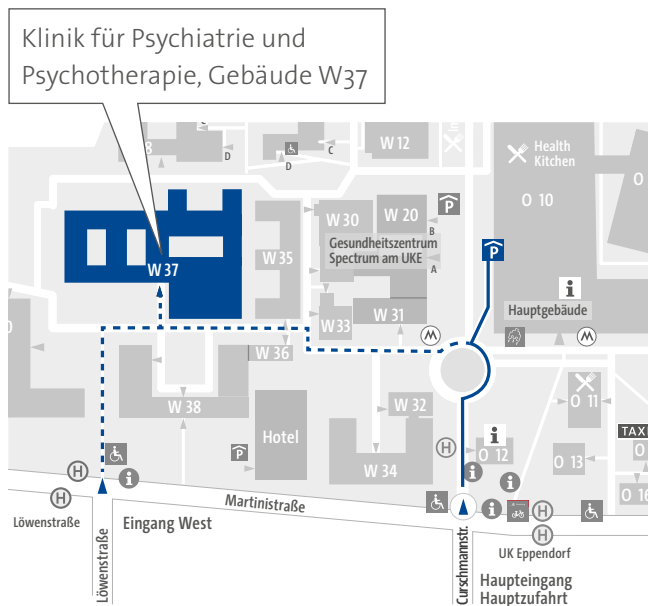 Klinik für Psychiatrie und
Psychotherapie, Gebäude W37
C
D
8
C
D
W 12
Health
Kitchen
O 10
O
P
W 30
W 20
B
Gesundheitszentrum
Spectrum am UKE
A
P
W 35
W 37
i
Hauptgebäude
W 33
W 31
M
M
W 36
W 38
W 32
O 11
Hotel
P
H
i
O 12
TAXI
O 13
W 34
H
i
i
i
O 16
Martinistraße
i
H
H
H
Löwenstraße
Eingang West
UK Eppendorf
Löwenstraße
Curschmannstr.
Haupteingang
Hauptzufahrt